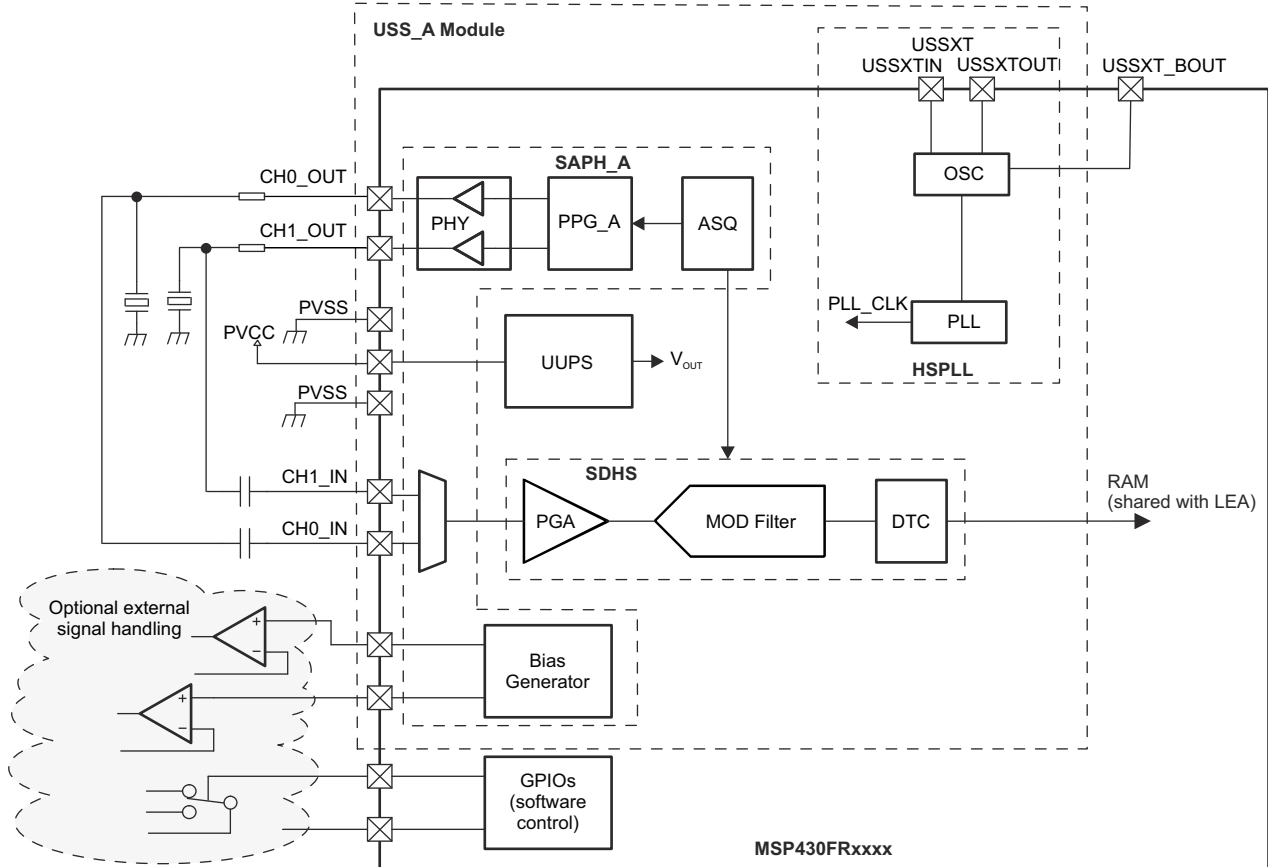 USS_A Module
USSXT
USSXTIN
USSXTOUT
USSXT_BOUT
SAPH_A
OSC
CH0_OUT
PHY
PPG_A
ASQ
CH1_OUT
PVSS
PLL_CLK
PLL
PVCC
UUPS
VOUT
HSPLL
PVSS
SDHS
CH1_IN
RAM
(shared with LEA)
PGA
MOD Filter
DTC
CH0_IN
Optional external
signal handling
+
−
Bias
Generator
+
−
GPIOs
(software
control)
MSP430FRxxxx